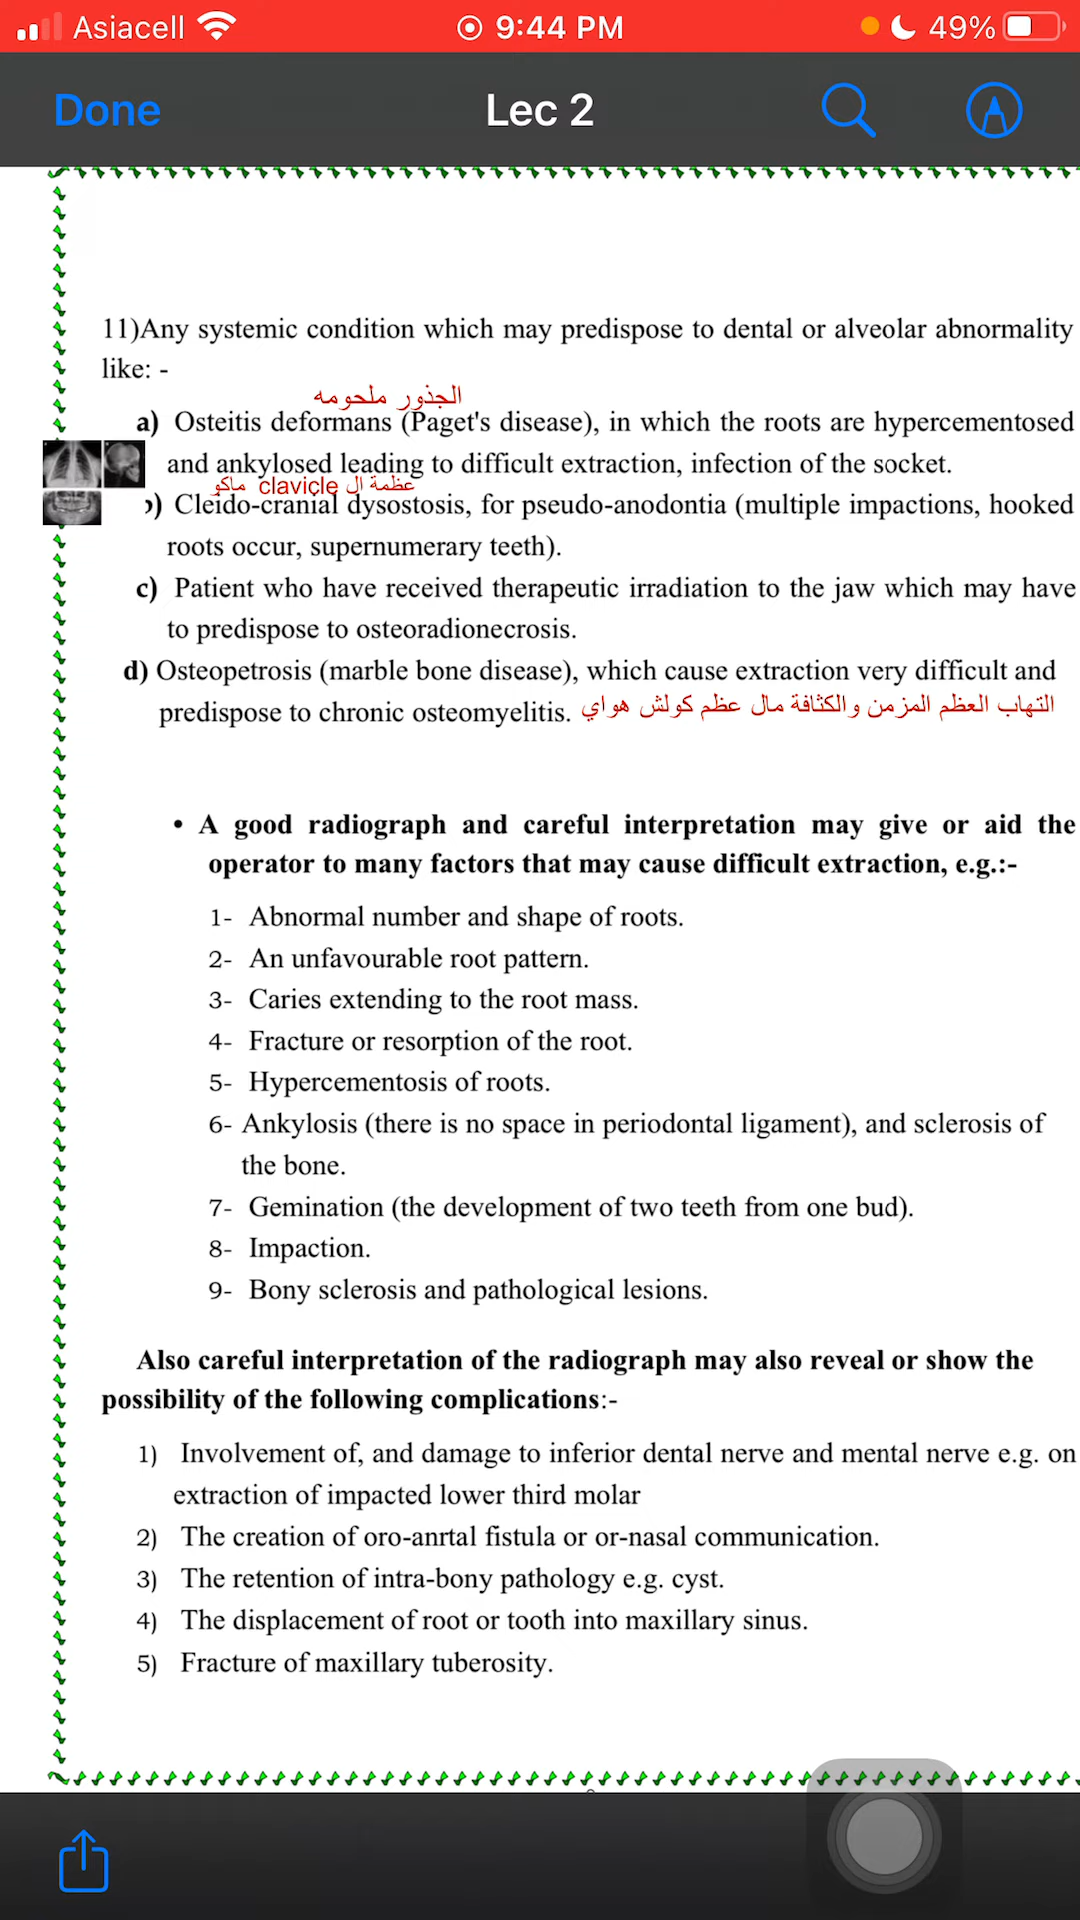 Asiacell 9:44 PM 49%
Done Lec 2
11)Any systemic condition which may predispose to dental or alveolar abnormality
like: -
الجذور ملحومه
a) Osteitis deformans (Paget's disease), in which the roots are hypercementosed
and ankylosed leading to difficult extraction, infection of the socket.
عظمة ال clavicle ماكو
b) Cleido-cranial dysostosis, for pseudo-anodontia (multiple impactions, hooked
roots occur, supernumerary teeth).
c) Patient who have received therapeutic irradiation to the jaw which may have
to predispose to osteoradionecrosis.
d) Osteopetrosis (marble bone disease), which cause extraction very difficult and
predispose to chronic osteomyelitis. التهاب العظم المزمن والكثافة مال عظم كولش هواي
• A good radiograph and careful interpretation may give or aid the
operator to many factors that may cause difficult extraction, e.g.:-
1- Abnormal number and shape of roots.
2- An unfavourable root pattern.
3- Caries extending to the root mass.
4- Fracture or resorption of the root.
5- Hypercementosis of roots.
6- Ankylosis (there is no space in periodontal ligament), and sclerosis of
the bone.
7- Gemination (the development of two teeth from one bud).
8- Impaction.
9- Bony sclerosis and pathological lesions.
Also careful interpretation of the radiograph may also reveal or show the
possibility of the following complications:-
1) Involvement of, and damage to inferior dental nerve and mental nerve e.g. on
extraction of impacted lower third molar
2) The creation of oro-anrtal fistula or or-nasal communication.
3) The retention of intra-bony pathology e.g. cyst.
4) The displacement of root or tooth into maxillary sinus.
5) Fracture of maxillary tuberosity.